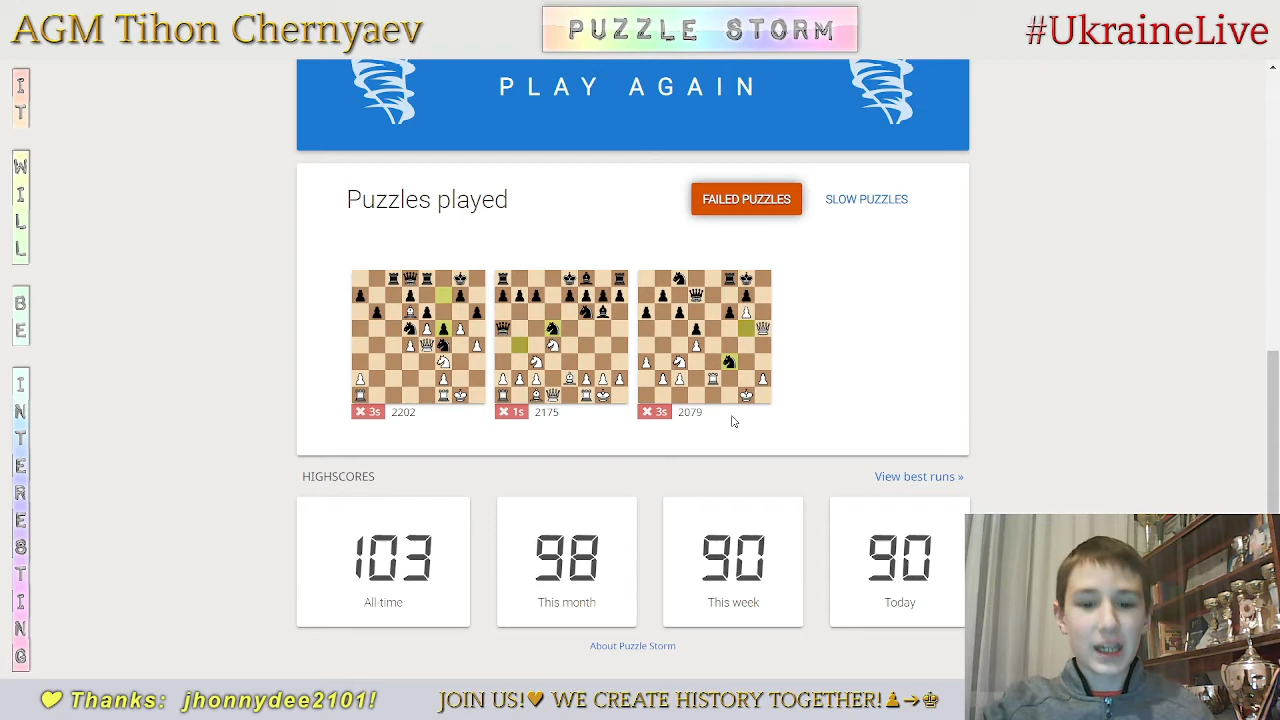 AGM Tihon Chernyaev
PUZZLE STORM
#UkraineLive
IT
WILL
BE
INTERESTING
PLAY AGAIN
Puzzles played
FAILED PUZZLES
SLOW PUZZLES
3s 2202
1s 2175
3s 2079
HIGHSCORES
View best runs »
103
All-time
98
This month
90
This week
90
Today
About Puzzle Storm
Thanks: jhonnydee2101!
JOIN US! WE CREATE HISTORY TOGETHER!